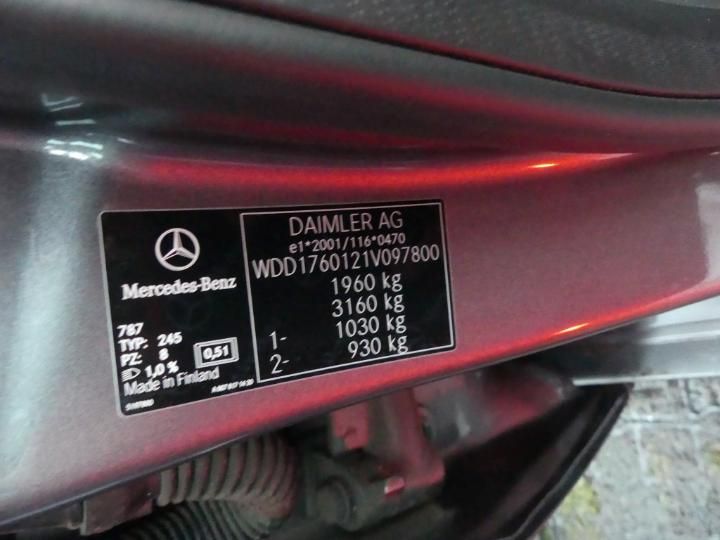 Mercedes-Benz
787
TYP: 245
PZ: 8
0,51
1,0 %
Made in Finland
DAIMLER AG
e1*2001/116*0470
WDD1760121V097800
1960 kg
3160 kg
1- 1030 kg
2- 930 kg